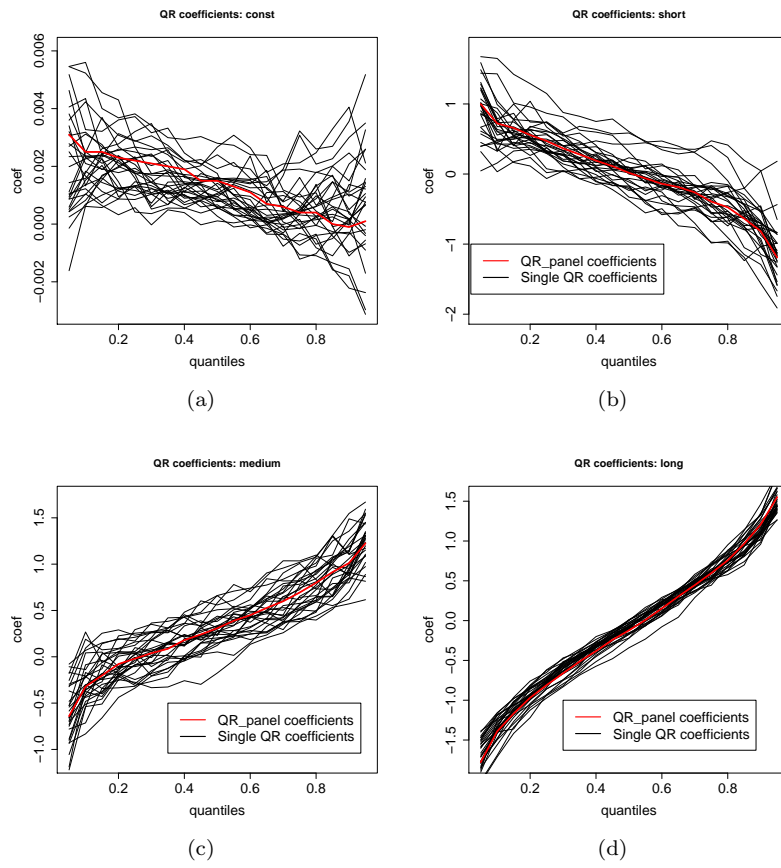 QR coefficients: const
coef
0.006
0.004
0.002
0.000
−0.002
0.2 0.4 0.6 0.8
quantiles
(a)
QR coefficients: short
coef
1
0
−1
−2
QR_panel coefficients
Single QR coefficients
0.2 0.4 0.6 0.8
quantiles
(b)
QR coefficients: medium
coef
1.5
1.0
0.5
0.0
−0.5
−1.0
QR_panel coefficients
Single QR coefficients
0.2 0.4 0.6 0.8
quantiles
(c)
QR coefficients: long
coef
1.5
1.0
0.5
0.0
−0.5
−1.0
−1.5
QR_panel coefficients
Single QR coefficients
0.2 0.4 0.6 0.8
quantiles
(d)